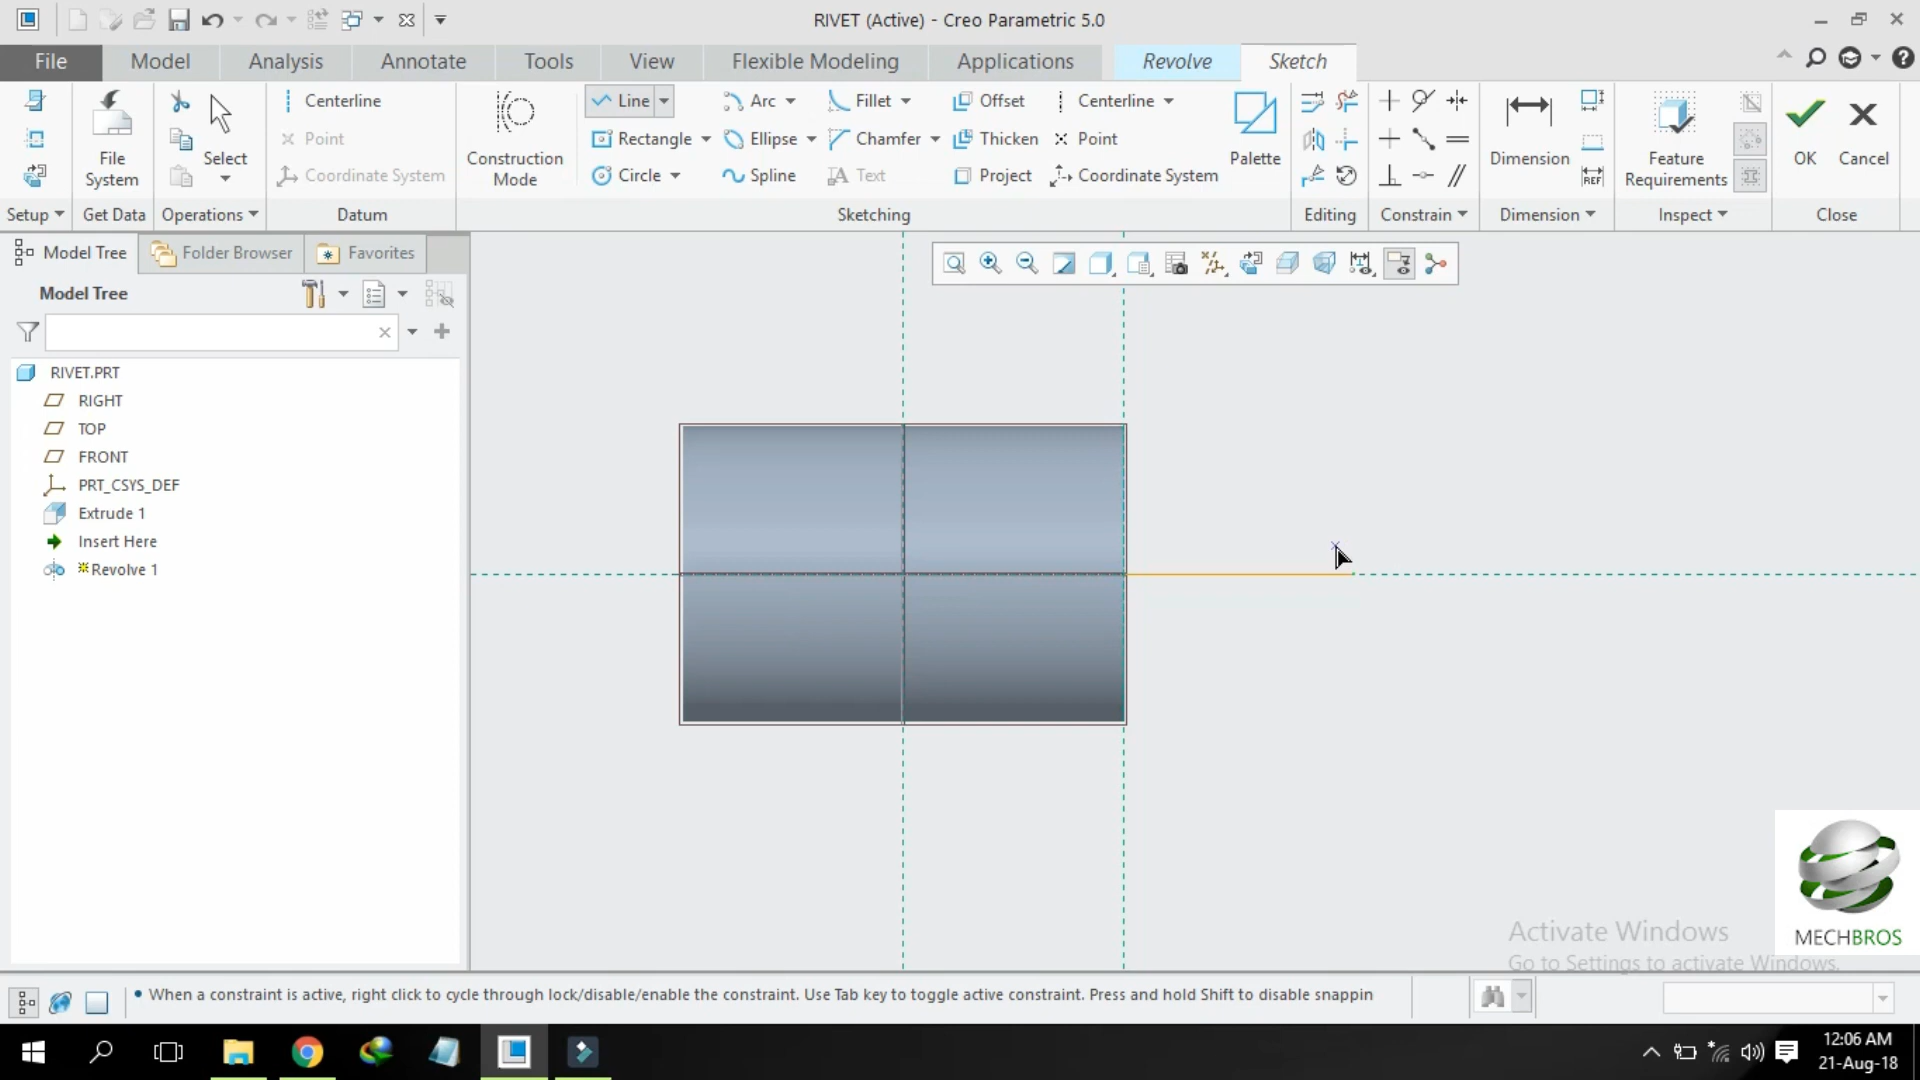 RIVET (Active) - Creo Parametric 5.0
File Model Analysis Annotate Tools View Flexible Modeling Applications Revolve Sketch
Centerline Line Arc Fillet Offset Centerline
Point Rectangle Ellipse Chamfer Thicken Point
File System Select Construction Mode Palette Dimension Feature Requirements OK Cancel
Coordinate System Circle Spline Text Project Coordinate System
REF
Setup Get Data Operations Datum Sketching Editing Constrain Dimension Inspect Close
Model Tree Folder Browser Favorites
Model Tree
RIVET.PRT
RIGHT
TOP
FRONT
PRT_CSYS_DEF
Extrude 1
Insert Here
Revolve 1
MECHBROS
Activate Windows
Go to Settings to activate Windows.
• When a constraint is active, right click to cycle through lock/disable/enable the constraint. Use Tab key to toggle active constraint. Press and hold Shift to disable snappin
12:06 AM
21-Aug-18